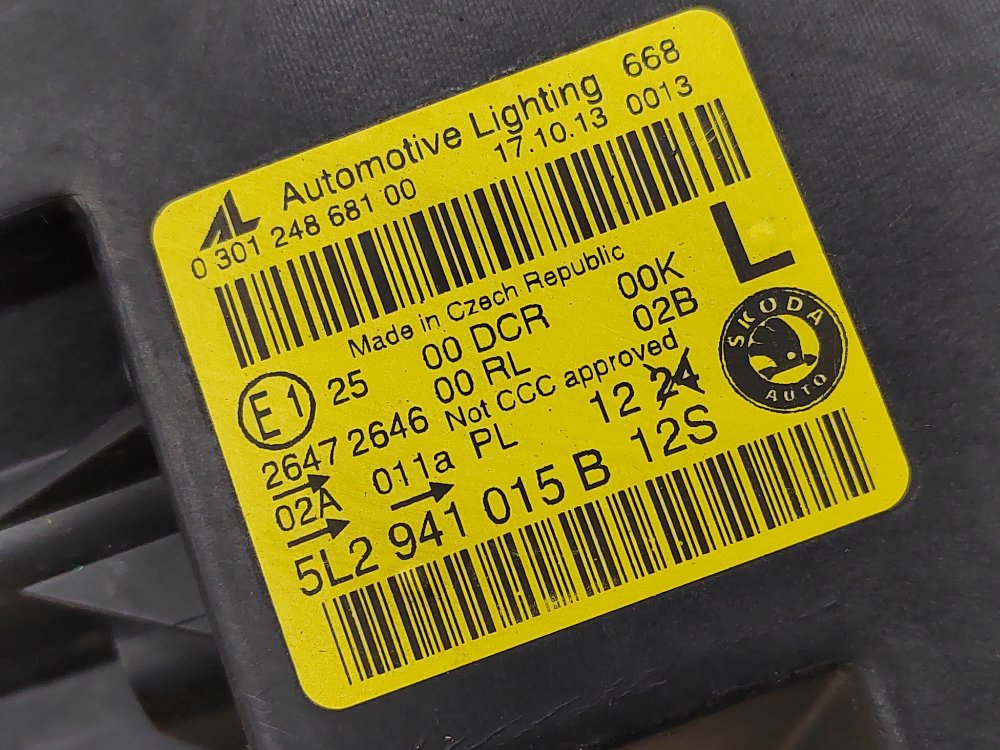 AL Automotive Lighting 668
0 301 248 681 00 17.10.13 0013
Made in Czech Republic L
E1 25 00 DCR 00K
2647 2646 00 RL 02B
Not CCC approved
02A 011a PL 12 24
5L2 941 015 B 12S
SKODA
AUTO